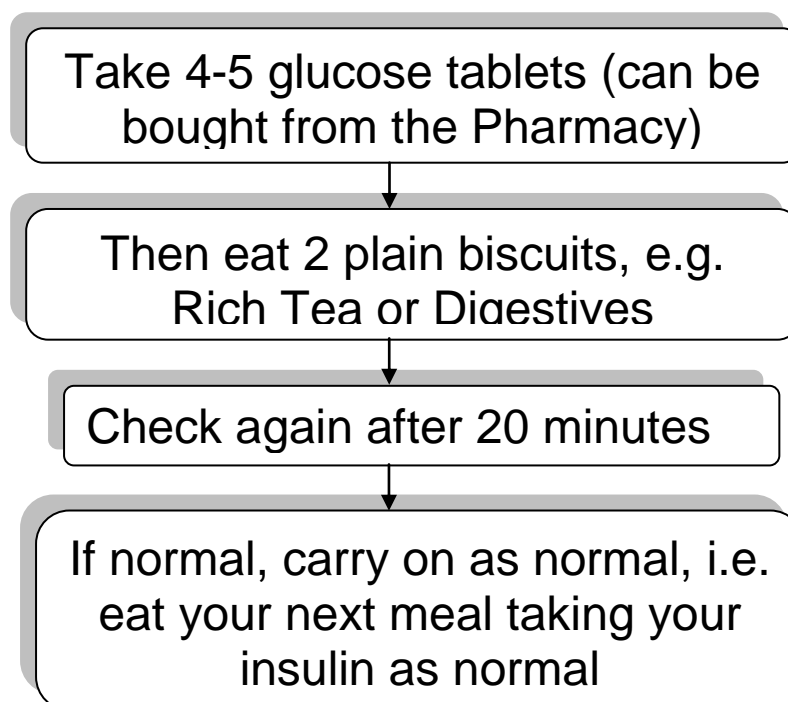 Take 4-5 glucose tablets (can be
bought from the Pharmacy)
Then eat 2 plain biscuits, e.g.
Rich Tea or Digestives
Check again after 20 minutes
If normal, carry on as normal, i.e.
eat your next meal taking your
insulin as normal